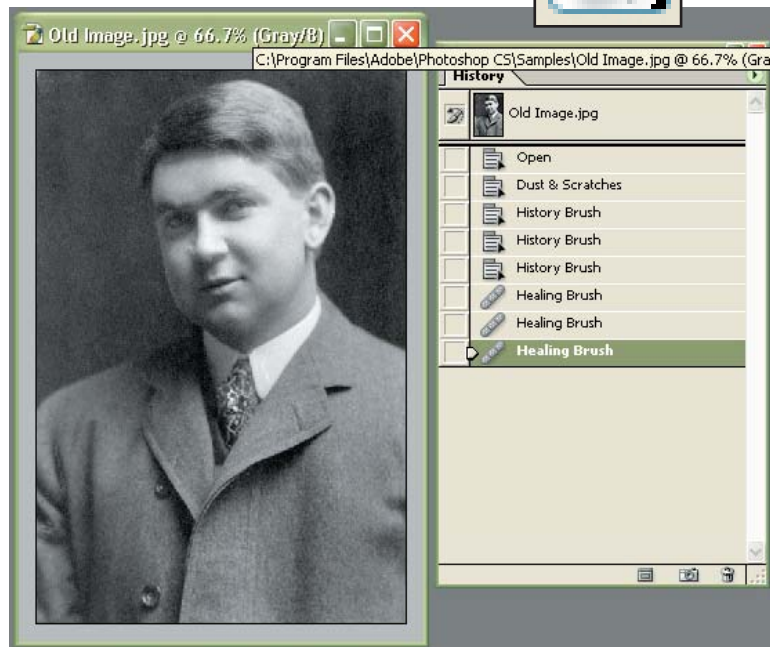 Old Image.jpg @ 66.7% (Gray/8)
C:\Program Files\Adobe\Photoshop CS\Samples\Old Image.jpg @ 66.7% (Gra
History
Old Image.jpg
Open
Dust & Scratches
History Brush
History Brush
History Brush
Healing Brush
Healing Brush
Healing Brush